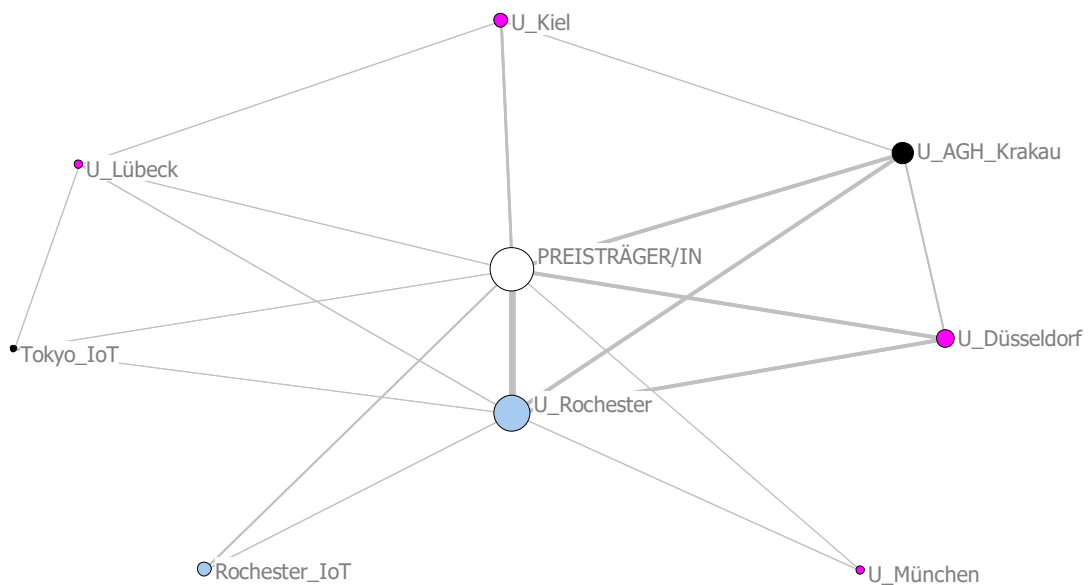 U_Kiel
U_AGH_Krakau
U_Lübeck
PREISTRÄGER/IN
U_Düsseldorf
Tokyo_IoT
U_Rochester
Rochester_IoT
U_München